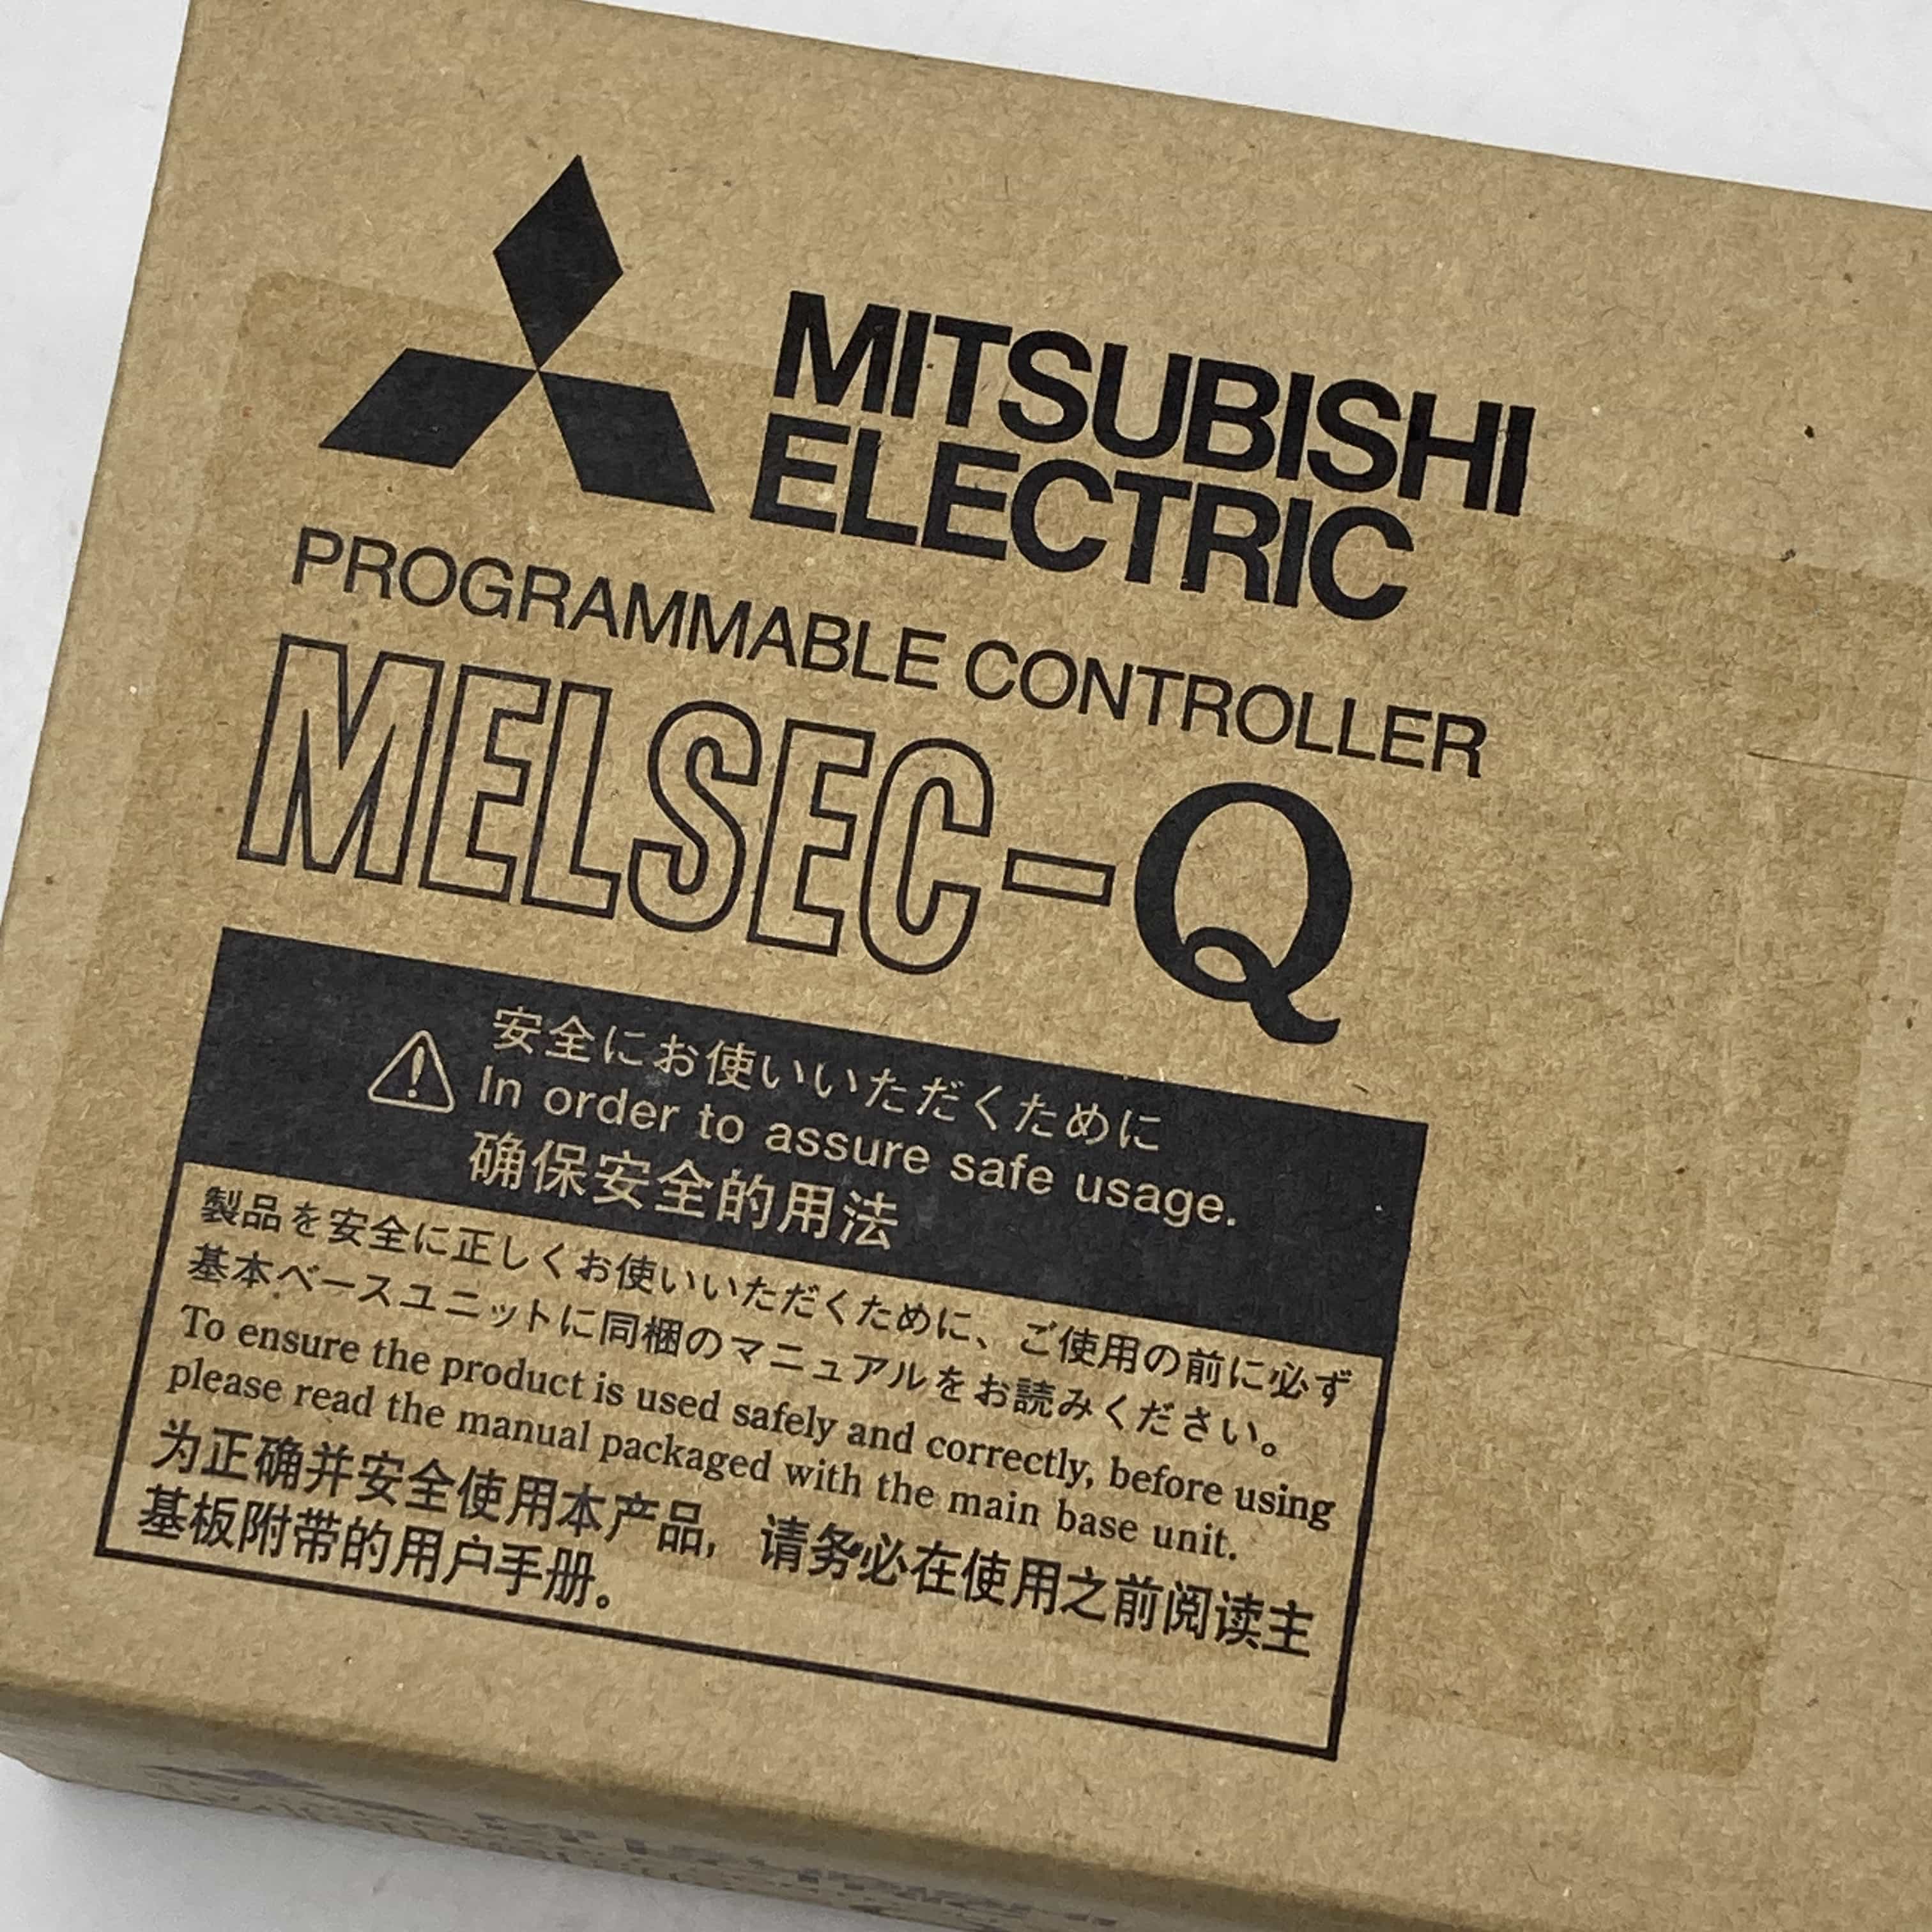 MITSUBISHI
ELECTRIC
PROGRAMMABLE CONTROLLER
MELSEC-Q
安全にお使いいただくために
In order to assure safe usage.
确保安全的用法
製品を安全に正しくお使いいただくために、ご使用の前に必ず
基本ベースユニットに同梱のマニュアルをお読みください。
To ensure the product is used safely and correctly, before using
please read the manual packaged with the main base unit.
为正确并安全使用本产品，请务必在使用之前阅读主
基板附带的用户手册。